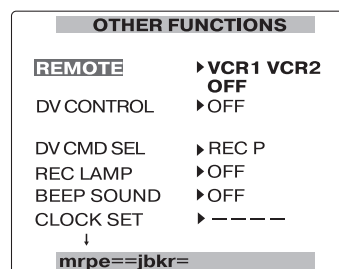 OTHER FUNCTIONS
REMOTE ▶VCR1 VCR2
OFF
DV CONTROL ▶OFF
DV CMD SEL ▶REC P
REC LAMP ▶OFF
BEEP SOUND ▶OFF
CLOCK SET ▶– – – –
↓
mrpe==jbkr=